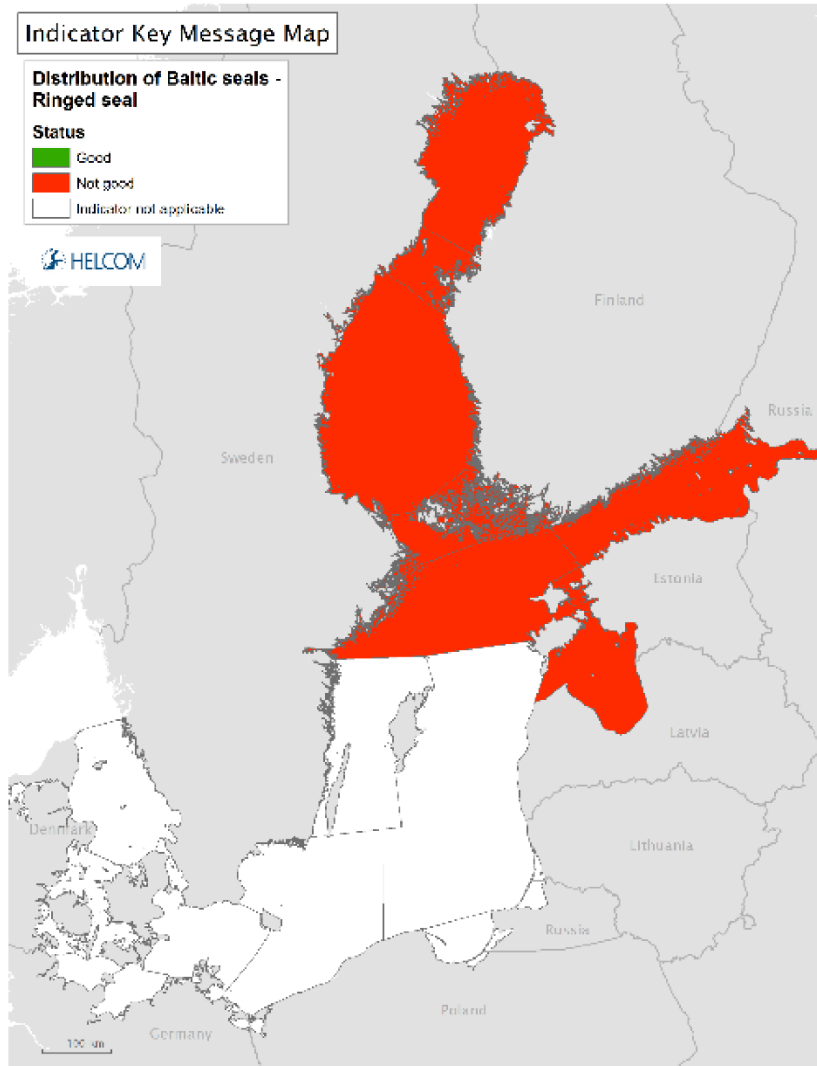 Indicator Key Message Map
Distribution of Baltic seals -
Ringed seal
Status
Good
Not good
Indicator not applicable
HELCOM
Finland
Russia
Sweden
Estonia
Latvia
Denmark
Lithuania
Russia
Poland
Germany
100 km